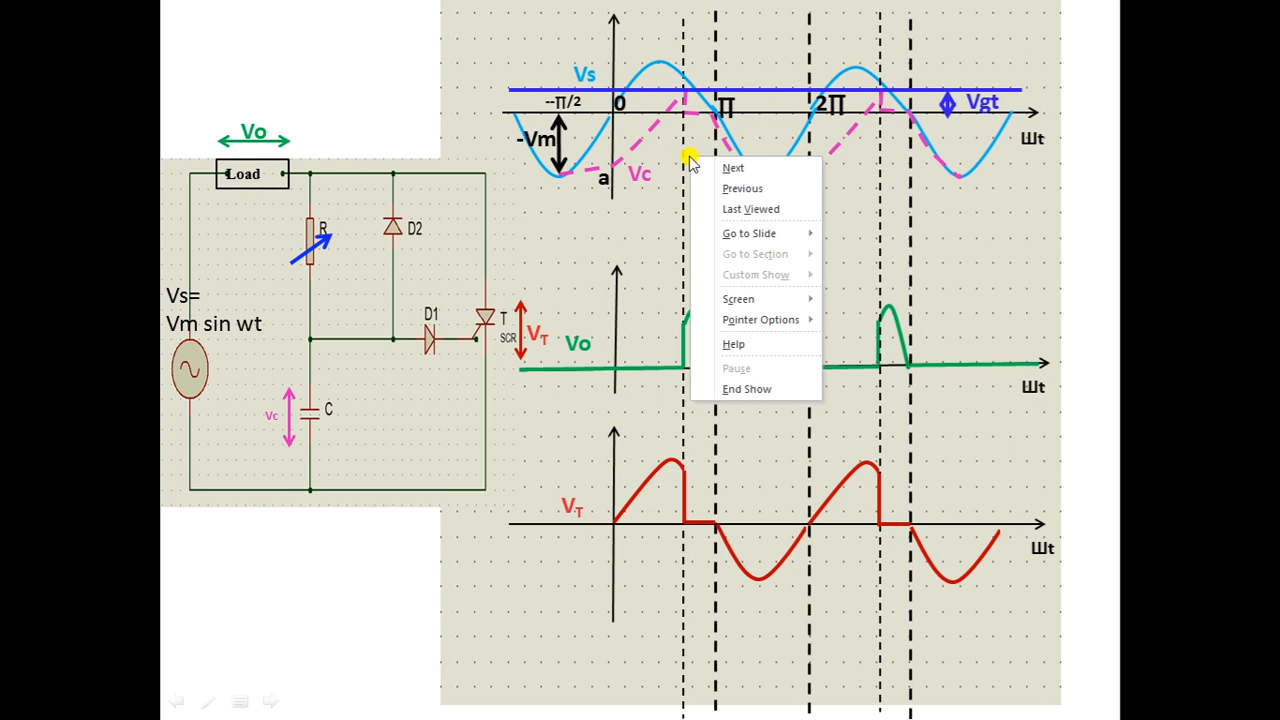 Vo
Load
R
D2
Vs=
Vm sin wt
D1
T
SCR
VT
Vc
C
Vs
--Π/2
0
Π
2Π
Vgt
Шt
-Vm
a
Vc
Next
Previous
Last Viewed
Go to Slide
Go to Section
Custom Show
Screen
Pointer Options
Help
Pause
End Show
Vo
Шt
VT
Шt